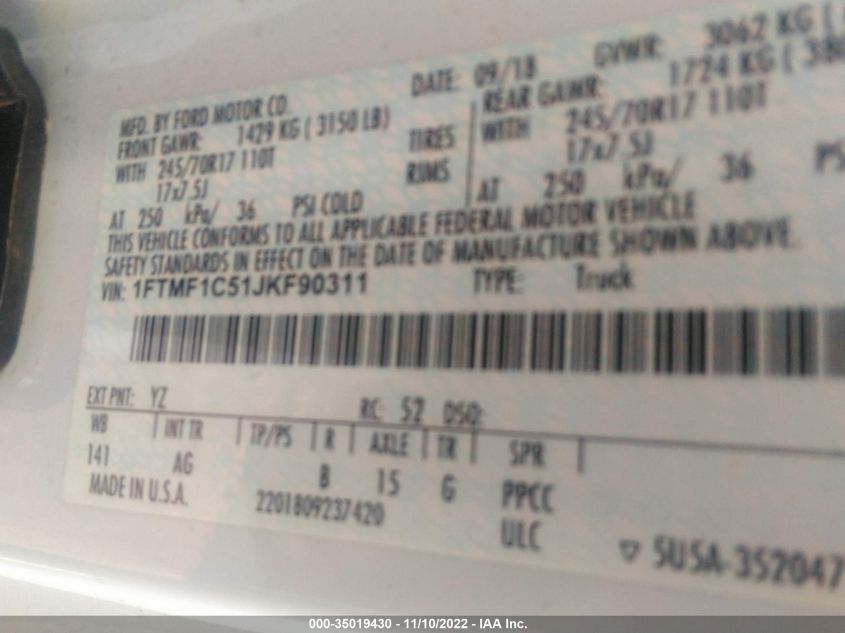 MFD. BY FORD MOTOR CO.
DATE: 09/18 GVWR: 3062 KG (
FRONT GAWR: 1429 KG ( 3150 LB)
REAR GAWR: 1724 KG ( 380
WITH 245/70R17 110T TIRES WITH 245/70R17 110T
17x7.5J RIMS 17x7.5J
AT 250 kPa/ 36 PSI COLD AT 250 kPa/ 36 PS
THIS VEHICLE CONFORMS TO ALL APPLICABLE FEDERAL MOTOR VEHICLE
SAFETY STANDARDS IN EFFECT ON THE DATE OF MANUFACTURE SHOWN ABOVE.
VIN: 1FTMF1C51JKF90311 TYPE: Truck
EXT PNT: YZ RC: 52 DSO:
WB INT TR TP/PS R AXLE TR SPR
141 AG B 15 G PPCC
MADE IN U.S.A. 2201809237420 ULC
▽ 5U5A-352047
000-35019430 - 11/10/2022 - IAA Inc.